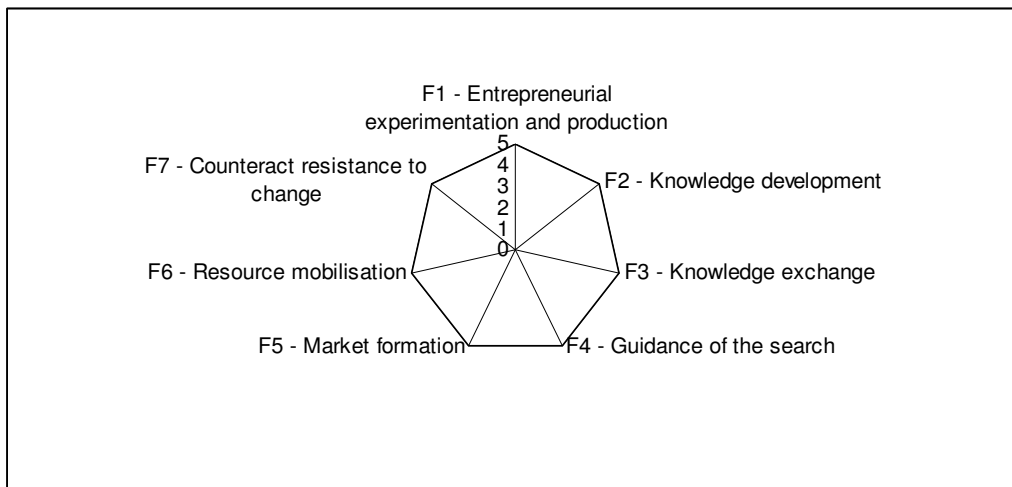 F1 - Entrepreneurial
experimentation and production
5
4
3
2
1
0
F7 - Counteract resistance to
change
F2 - Knowledge development
F6 - Resource mobilisation
F3 - Knowledge exchange
F5 - Market formation
F4 - Guidance of the search